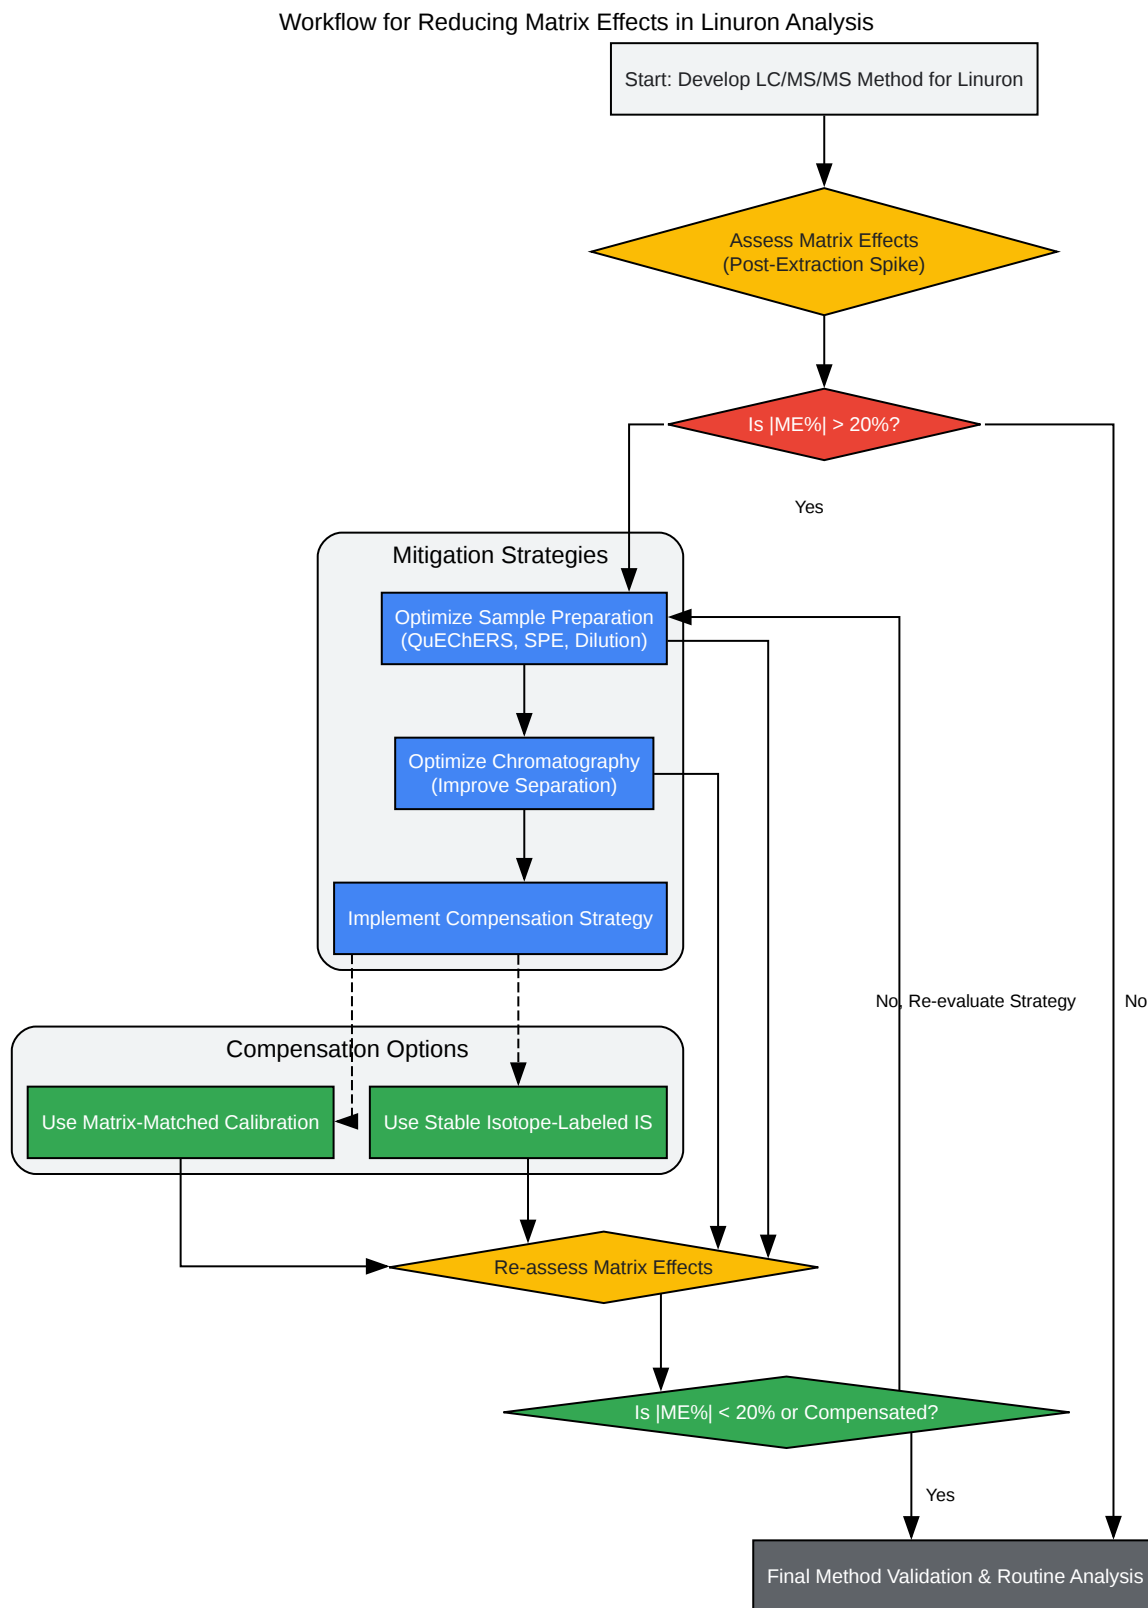 Workflow for Reducing Matrix Effects in Linuron Analysis
Start: Develop LC/MS/MS Method for Linuron
Assess Matrix Effects
(Post-Extraction Spike)
Is |ME%| > 20%?
Yes
Mitigation Strategies
Optimize Sample Preparation
(QuEChERS, SPE, Dilution)
Optimize Chromatography
(Improve Separation)
Implement Compensation Strategy
No, Re-evaluate Strategy
No
Compensation Options
Use Matrix-Matched Calibration
Use Stable Isotope-Labeled IS
Re-assess Matrix Effects
Is |ME%| < 20% or Compensated?
Yes
Final Method Validation & Routine Analysis